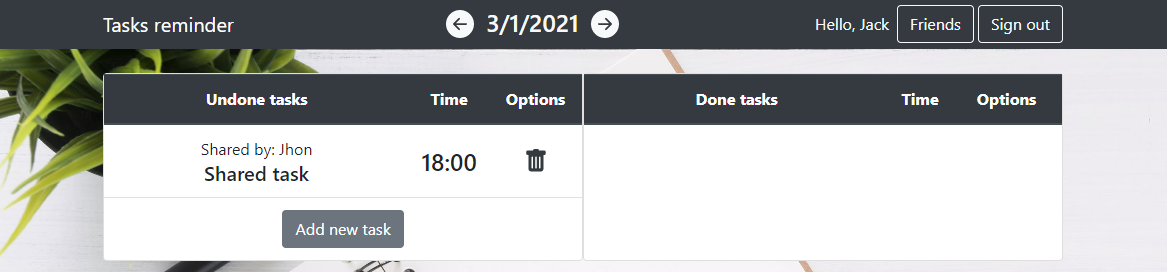 Tasks reminder
3/1/2021
Hello, Jack
Friends
Sign out
Undone tasks Time Options
Done tasks Time Options
Shared by: Jhon
Shared task
18:00
Add new task